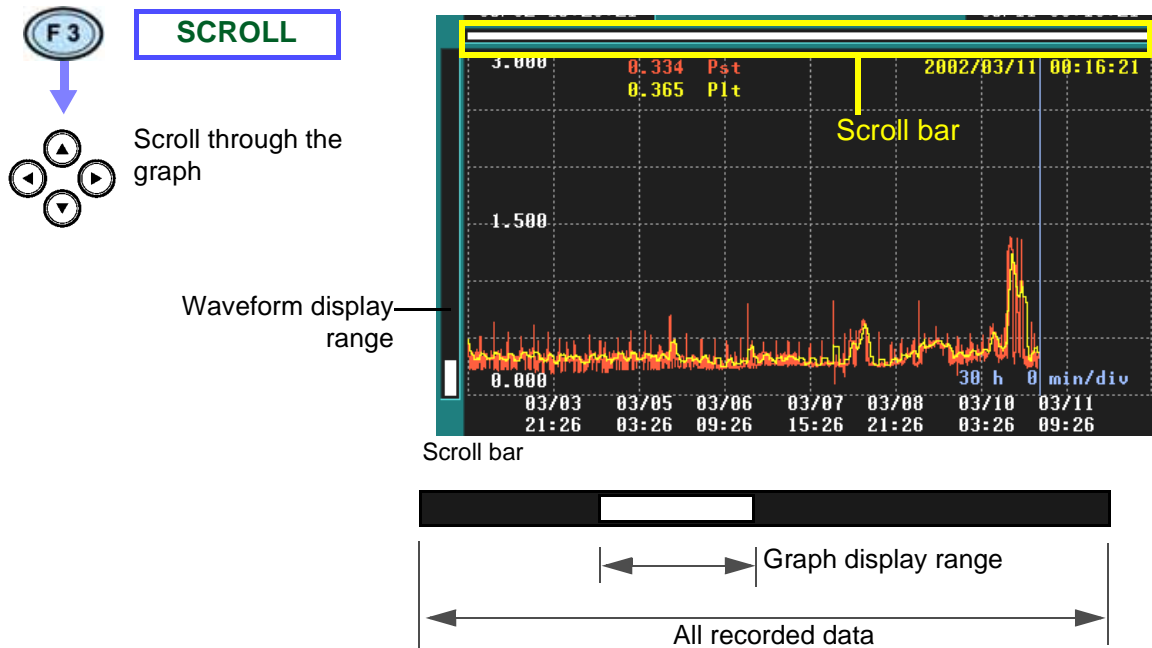 F 3
SCROLL
Scroll through the
graph
3.000
0.334 Pst
2002/03/11 00:16:21
0.365 Plt
Scroll bar
1.500
Waveform display
range
0.000
30 h 0 min/div
03/03 03/05 03/06 03/07 03/08 03/10 03/11
21:26 03:26 09:26 15:26 21:26 03:26 09:26
Scroll bar
Graph display range
All recorded data